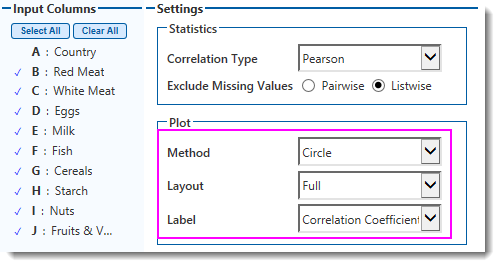 Input Columns
Select All Clear All
A : Country
✓ B : Red Meat
✓ C : White Meat
✓ D : Eggs
✓ E : Milk
✓ F : Fish
✓ G : Cereals
✓ H : Starch
✓ I : Nuts
✓ J : Fruits & V...
Settings
Statistics
Correlation Type Pearson
Exclude Missing Values Pairwise Listwise
Plot
Method Circle
Layout Full
Label Correlation Coefficient